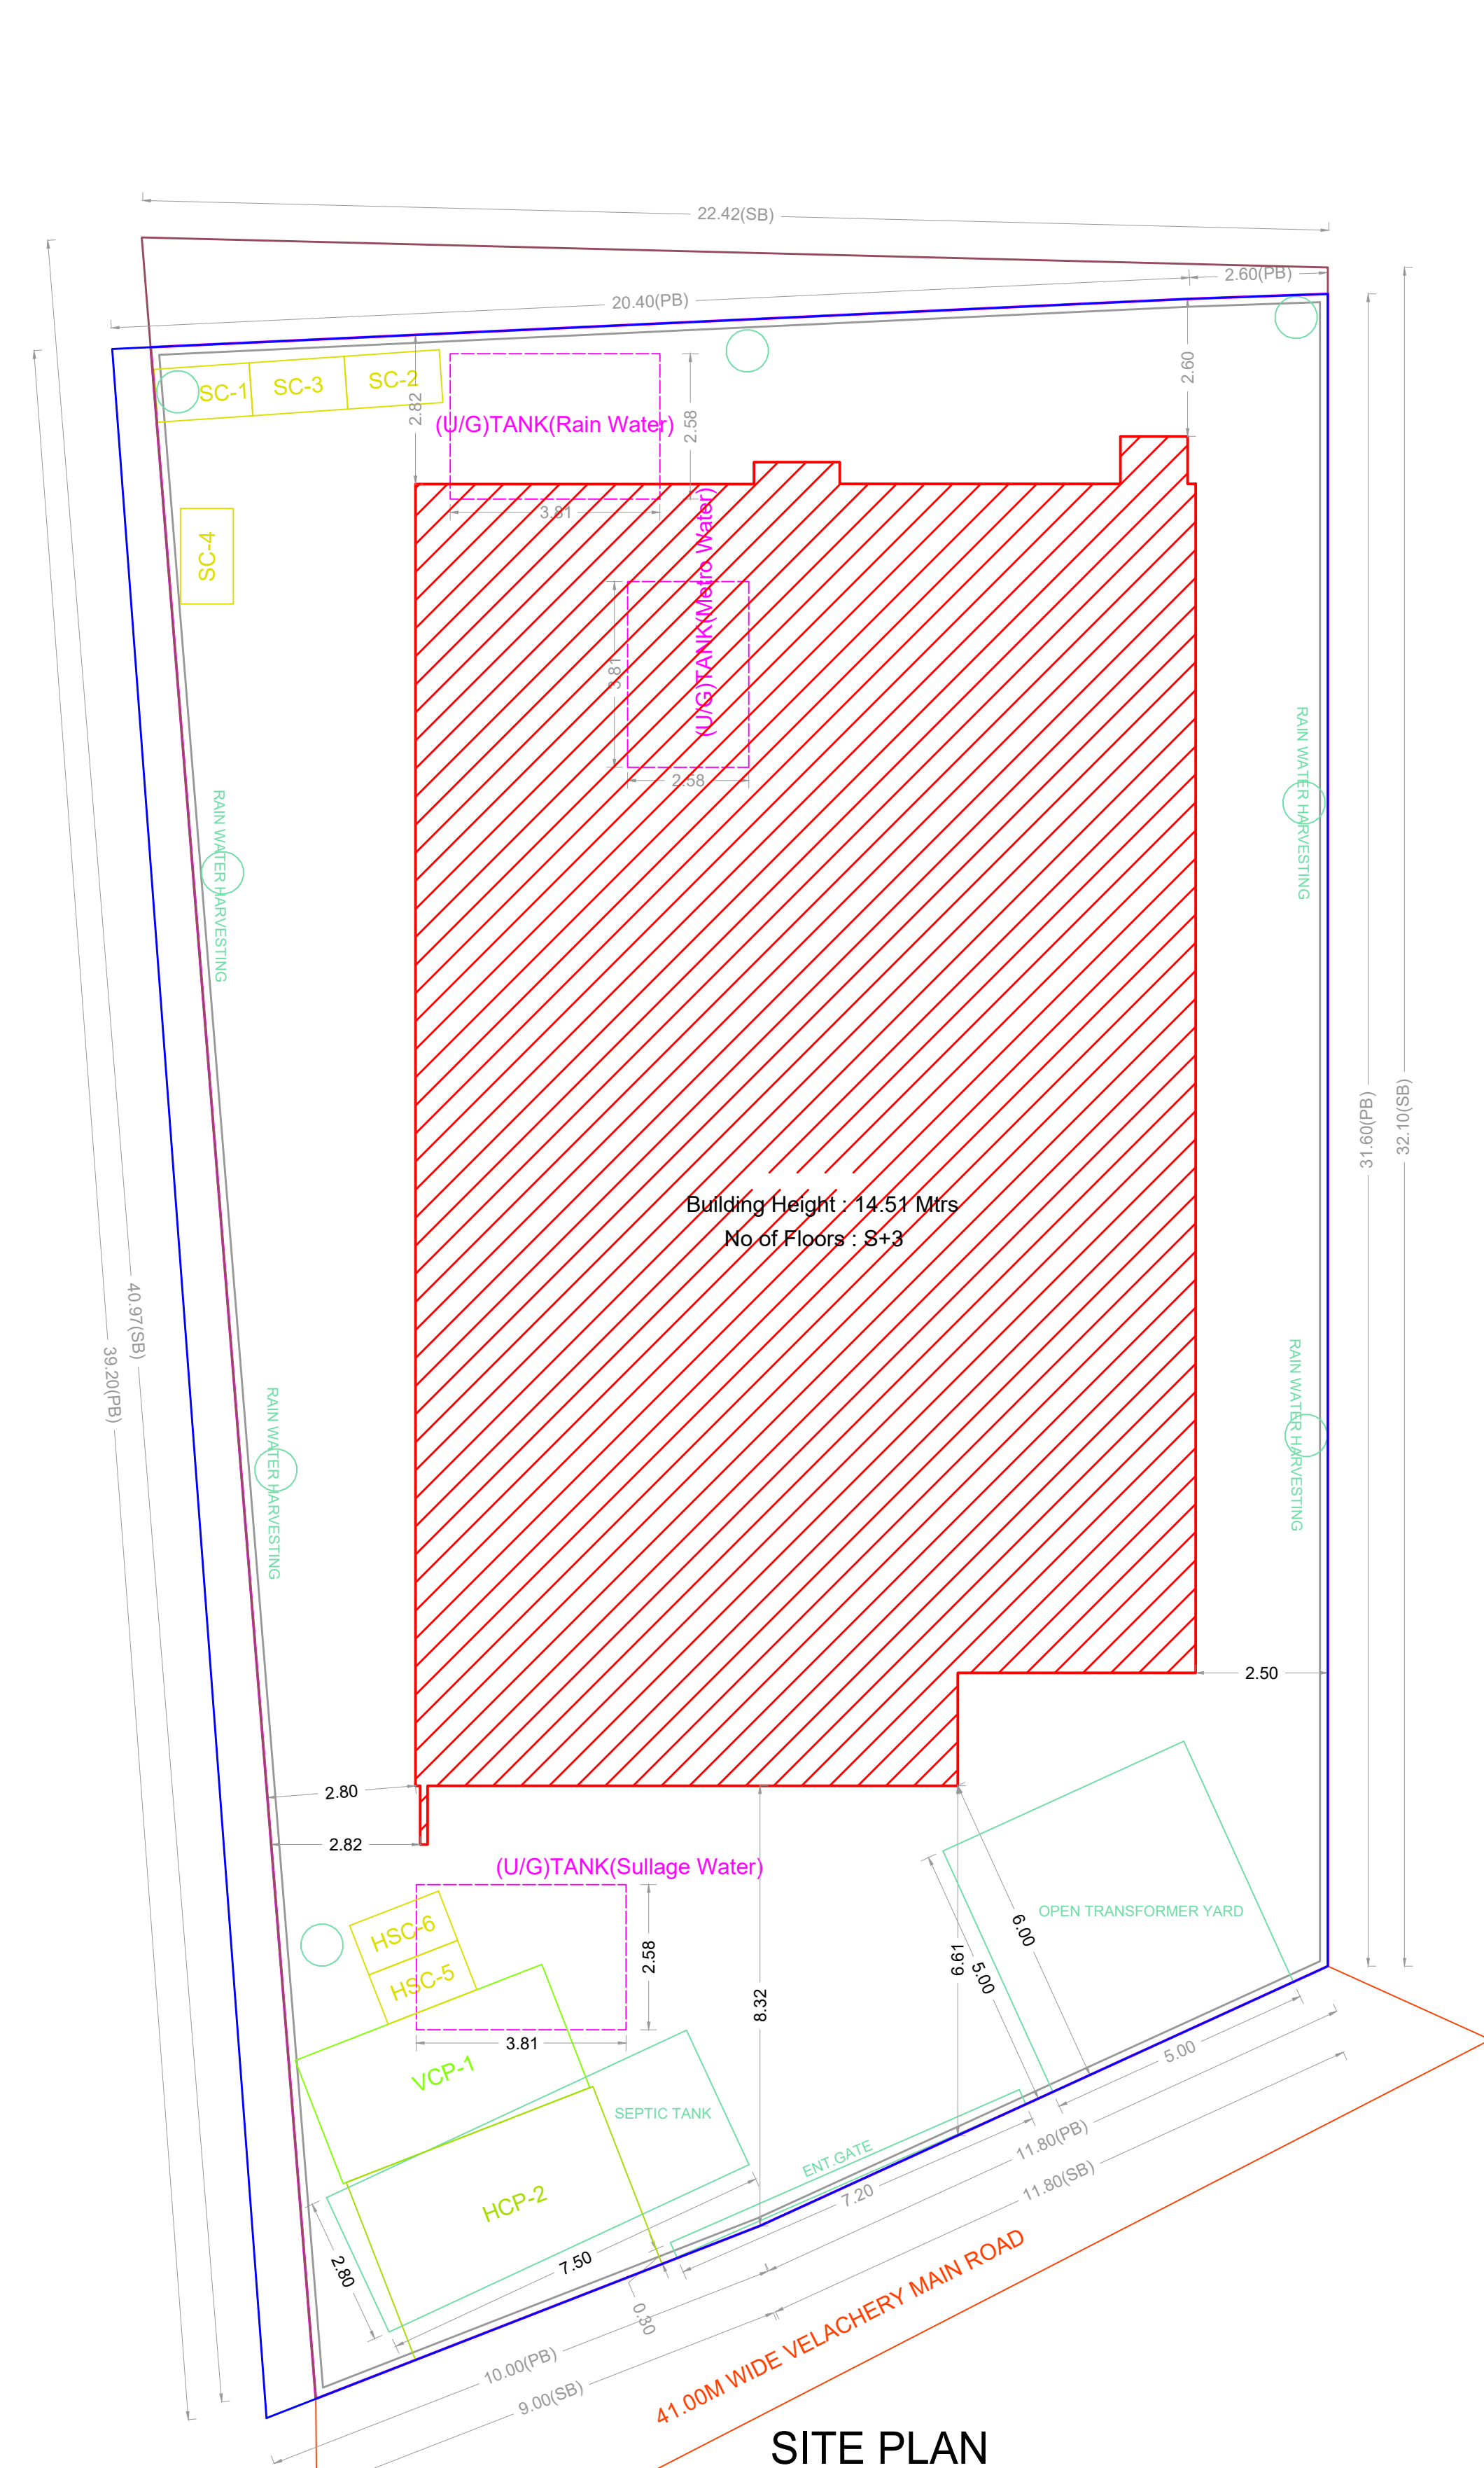 22.42(SB)
20.40(PB)
2.60(PB)
SC-1
SC-3
SC-2
2.82
(U/G)TANK(Rain Water)
2.58
2.60
3.81
SC-4
(U/G)TANK(Metro Water)
3.81
2.58
RAIN WATER HARVESTING
RAIN WATER HARVESTING
31.60(PB)
32.10(SB)
Building Height : 14.51 Mtrs
No of Floors : S+3
40.97(SB)
39.20(PB)
RAIN WATER HARVESTING
RAIN WATER HARVESTING
2.50
2.80
2.82
(U/G)TANK(Sullage Water)
HSC-6
HSC-5
2.58
3.81
8.32
6.61
5.00
6.00
OPEN TRANSFORMER YARD
VCP-1
SEPTIC TANK
HCP-2
ENT.GATE
5.00
11.80(PB)
11.80(SB)
7.20
2.80
7.50
0.30
10.00(PB)
9.00(SB)
41.00M WIDE VELACHERY MAIN ROAD
SITE PLAN